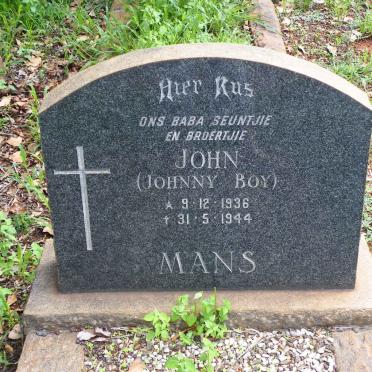 Hier Rus
ONS BABA SEUNTJIE
EN BROERTJIE
JOHN
(JOHNNY BOY)
* 9·12·1936
† 31·5·1944
MANS